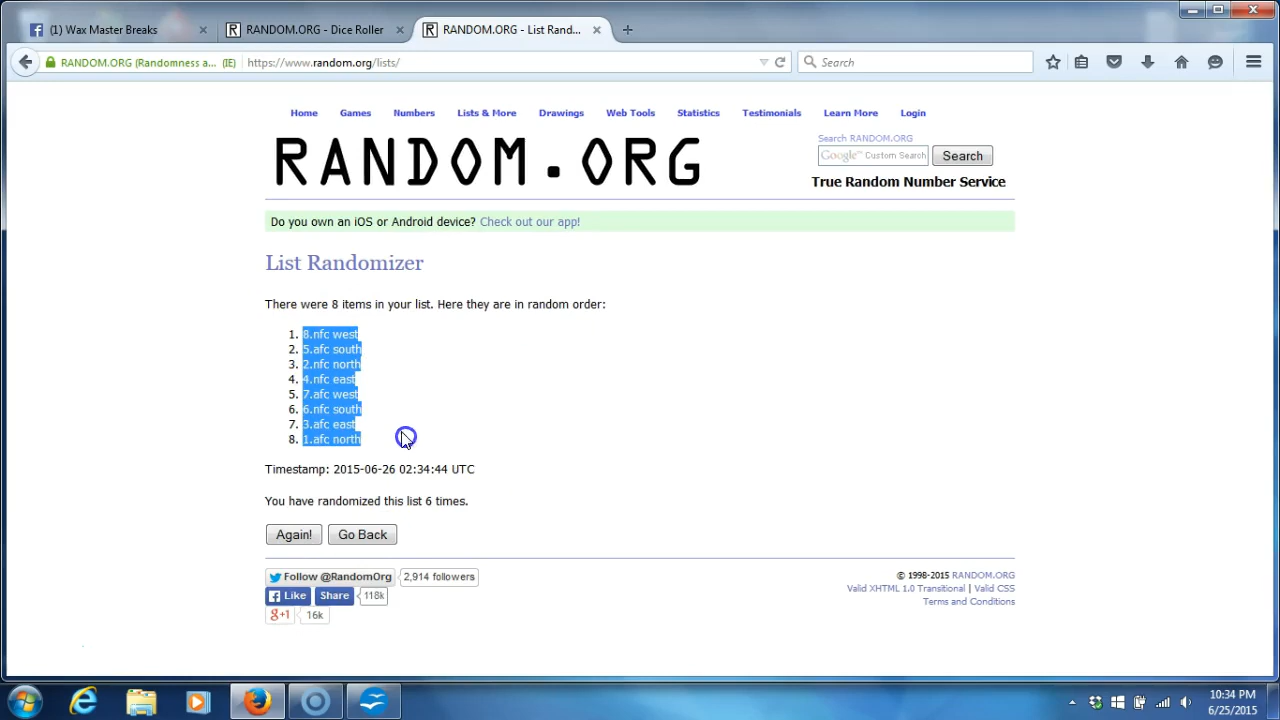 (1) Wax Master Breaks
RANDOM.ORG - Dice Roller
RANDOM.ORG - List Rand...
RANDOM.ORG (Randomness a... (IE)
https://www.random.org/lists/
Search
Home Games Numbers Lists & More Drawings Web Tools Statistics Testimonials Learn More Login
RANDOM.ORG
Search RANDOM.ORG
Google™ Custom Search
Search
True Random Number Service
Do you own an iOS or Android device? Check out our app!
List Randomizer
There were 8 items in your list. Here they are in random order:
1. 8.nfc west
2. 5.afc south
3. 2.nfc north
4. 4.nfc east
5. 7.afc west
6. 6.nfc south
7. 3.afc east
8. 1.afc north
Timestamp: 2015-06-26 02:34:44 UTC
You have randomized this list 6 times.
Again! Go Back
Follow @RandomOrg 2,914 followers
Like Share 118k
g+1 16k
© 1998-2015 RANDOM.ORG
Valid XHTML 1.0 Transitional | Valid CSS
Terms and Conditions
10:34 PM
6/25/2015